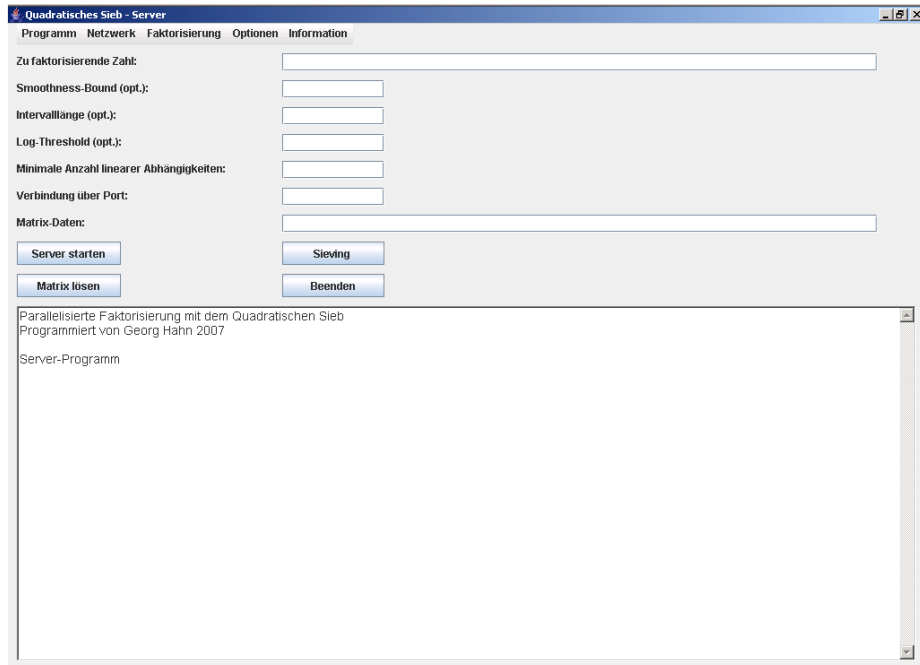 Quadratisches Sieb - Server
Programm Netzwerk Faktorisierung Optionen Information
Zu faktorisierende Zahl:
Smoothness-Bound (opt.):
Intervalllänge (opt.):
Log-Threshold (opt.):
Minimale Anzahl linearer Abhängigkeiten:
Verbindung über Port:
Matrix-Daten:
Server starten Sieving
Matrix lösen Beenden
Parallelisierte Faktorisierung mit dem Quadratischen Sieb
Programmiert von Georg Hahn 2007
Server-Programm